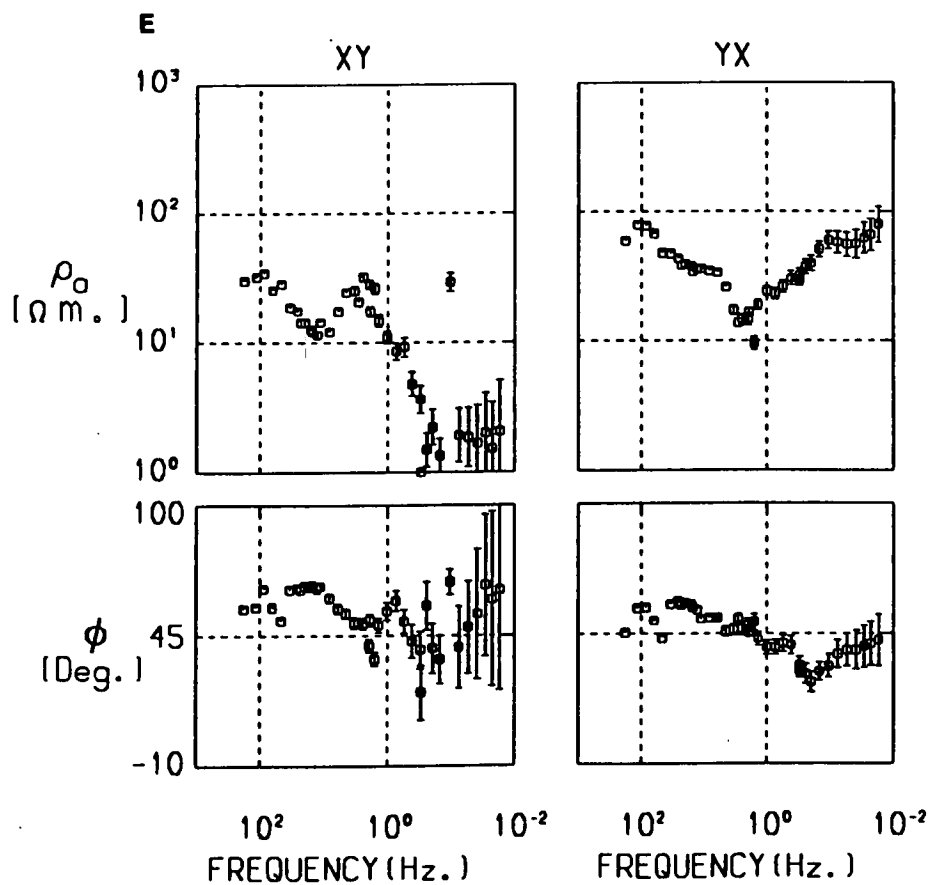 E
XY YX
10³
10²
ρₐ
[Ω m.]
10¹
10⁰
100
φ 45
[Deg.]
-10
10² 10⁰ 10⁻² 10² 10⁰ 10⁻²
FREQUENCY(Hz.) FREQUENCY(Hz.)